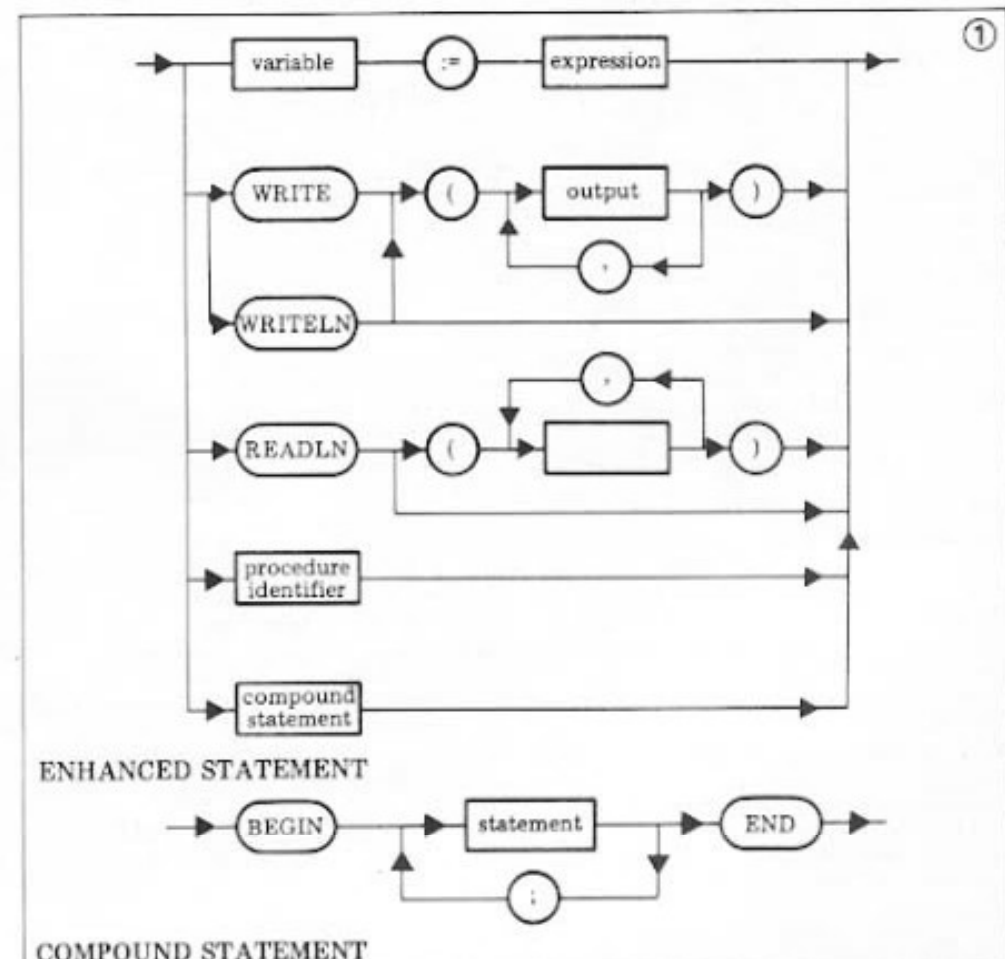 ①
variable := expression
WRITE ( output )
,
WRITELN
,
READLN ( )
procedure
identifier
compound
statement
ENHANCED STATEMENT
BEGIN statement END
;
COMPOUND STATEMENT